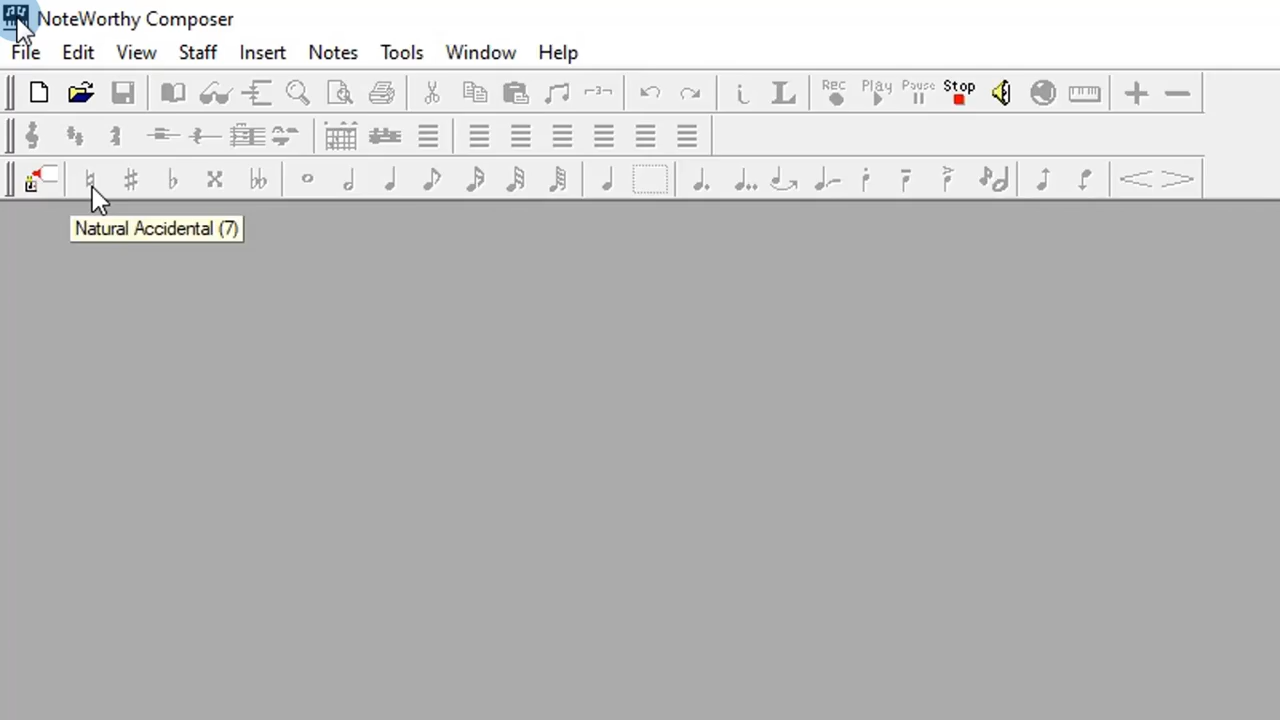 NoteWorthy Composer
File Edit View Staff Insert Notes Tools Window Help
Rec Play Pause Stop
Natural Accidental (7)